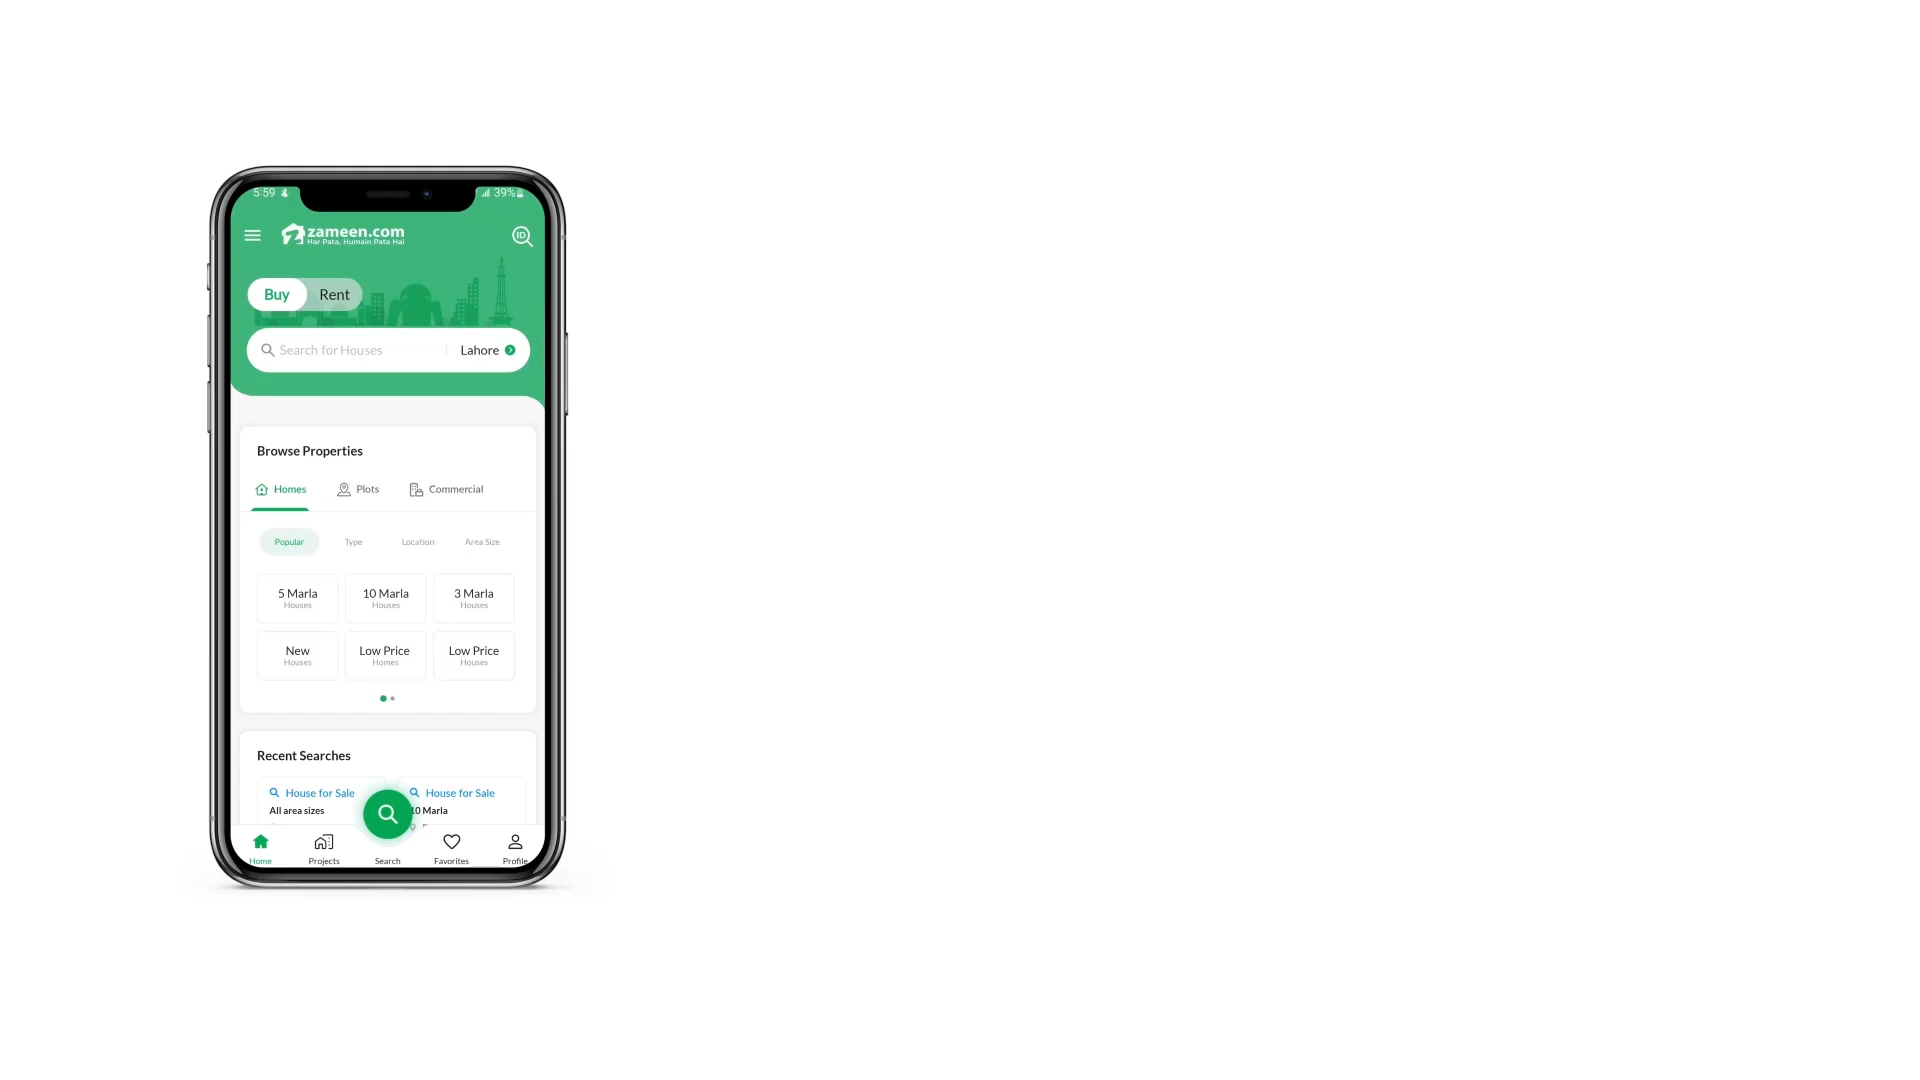 5:59
39%
zameen.com
Har Pata, Humain Pata Hai
ID
Buy Rent
Search for Houses Lahore
Browse Properties
Homes Plots Commercial
Popular Type Location Area Size
5 Marla 10 Marla 3 Marla
Houses Houses Houses
New Low Price Low Price
Houses Homes Houses
Recent Searches
House for Sale House for Sale
All area sizes 10 Marla
Home Projects Search Favorites Profile